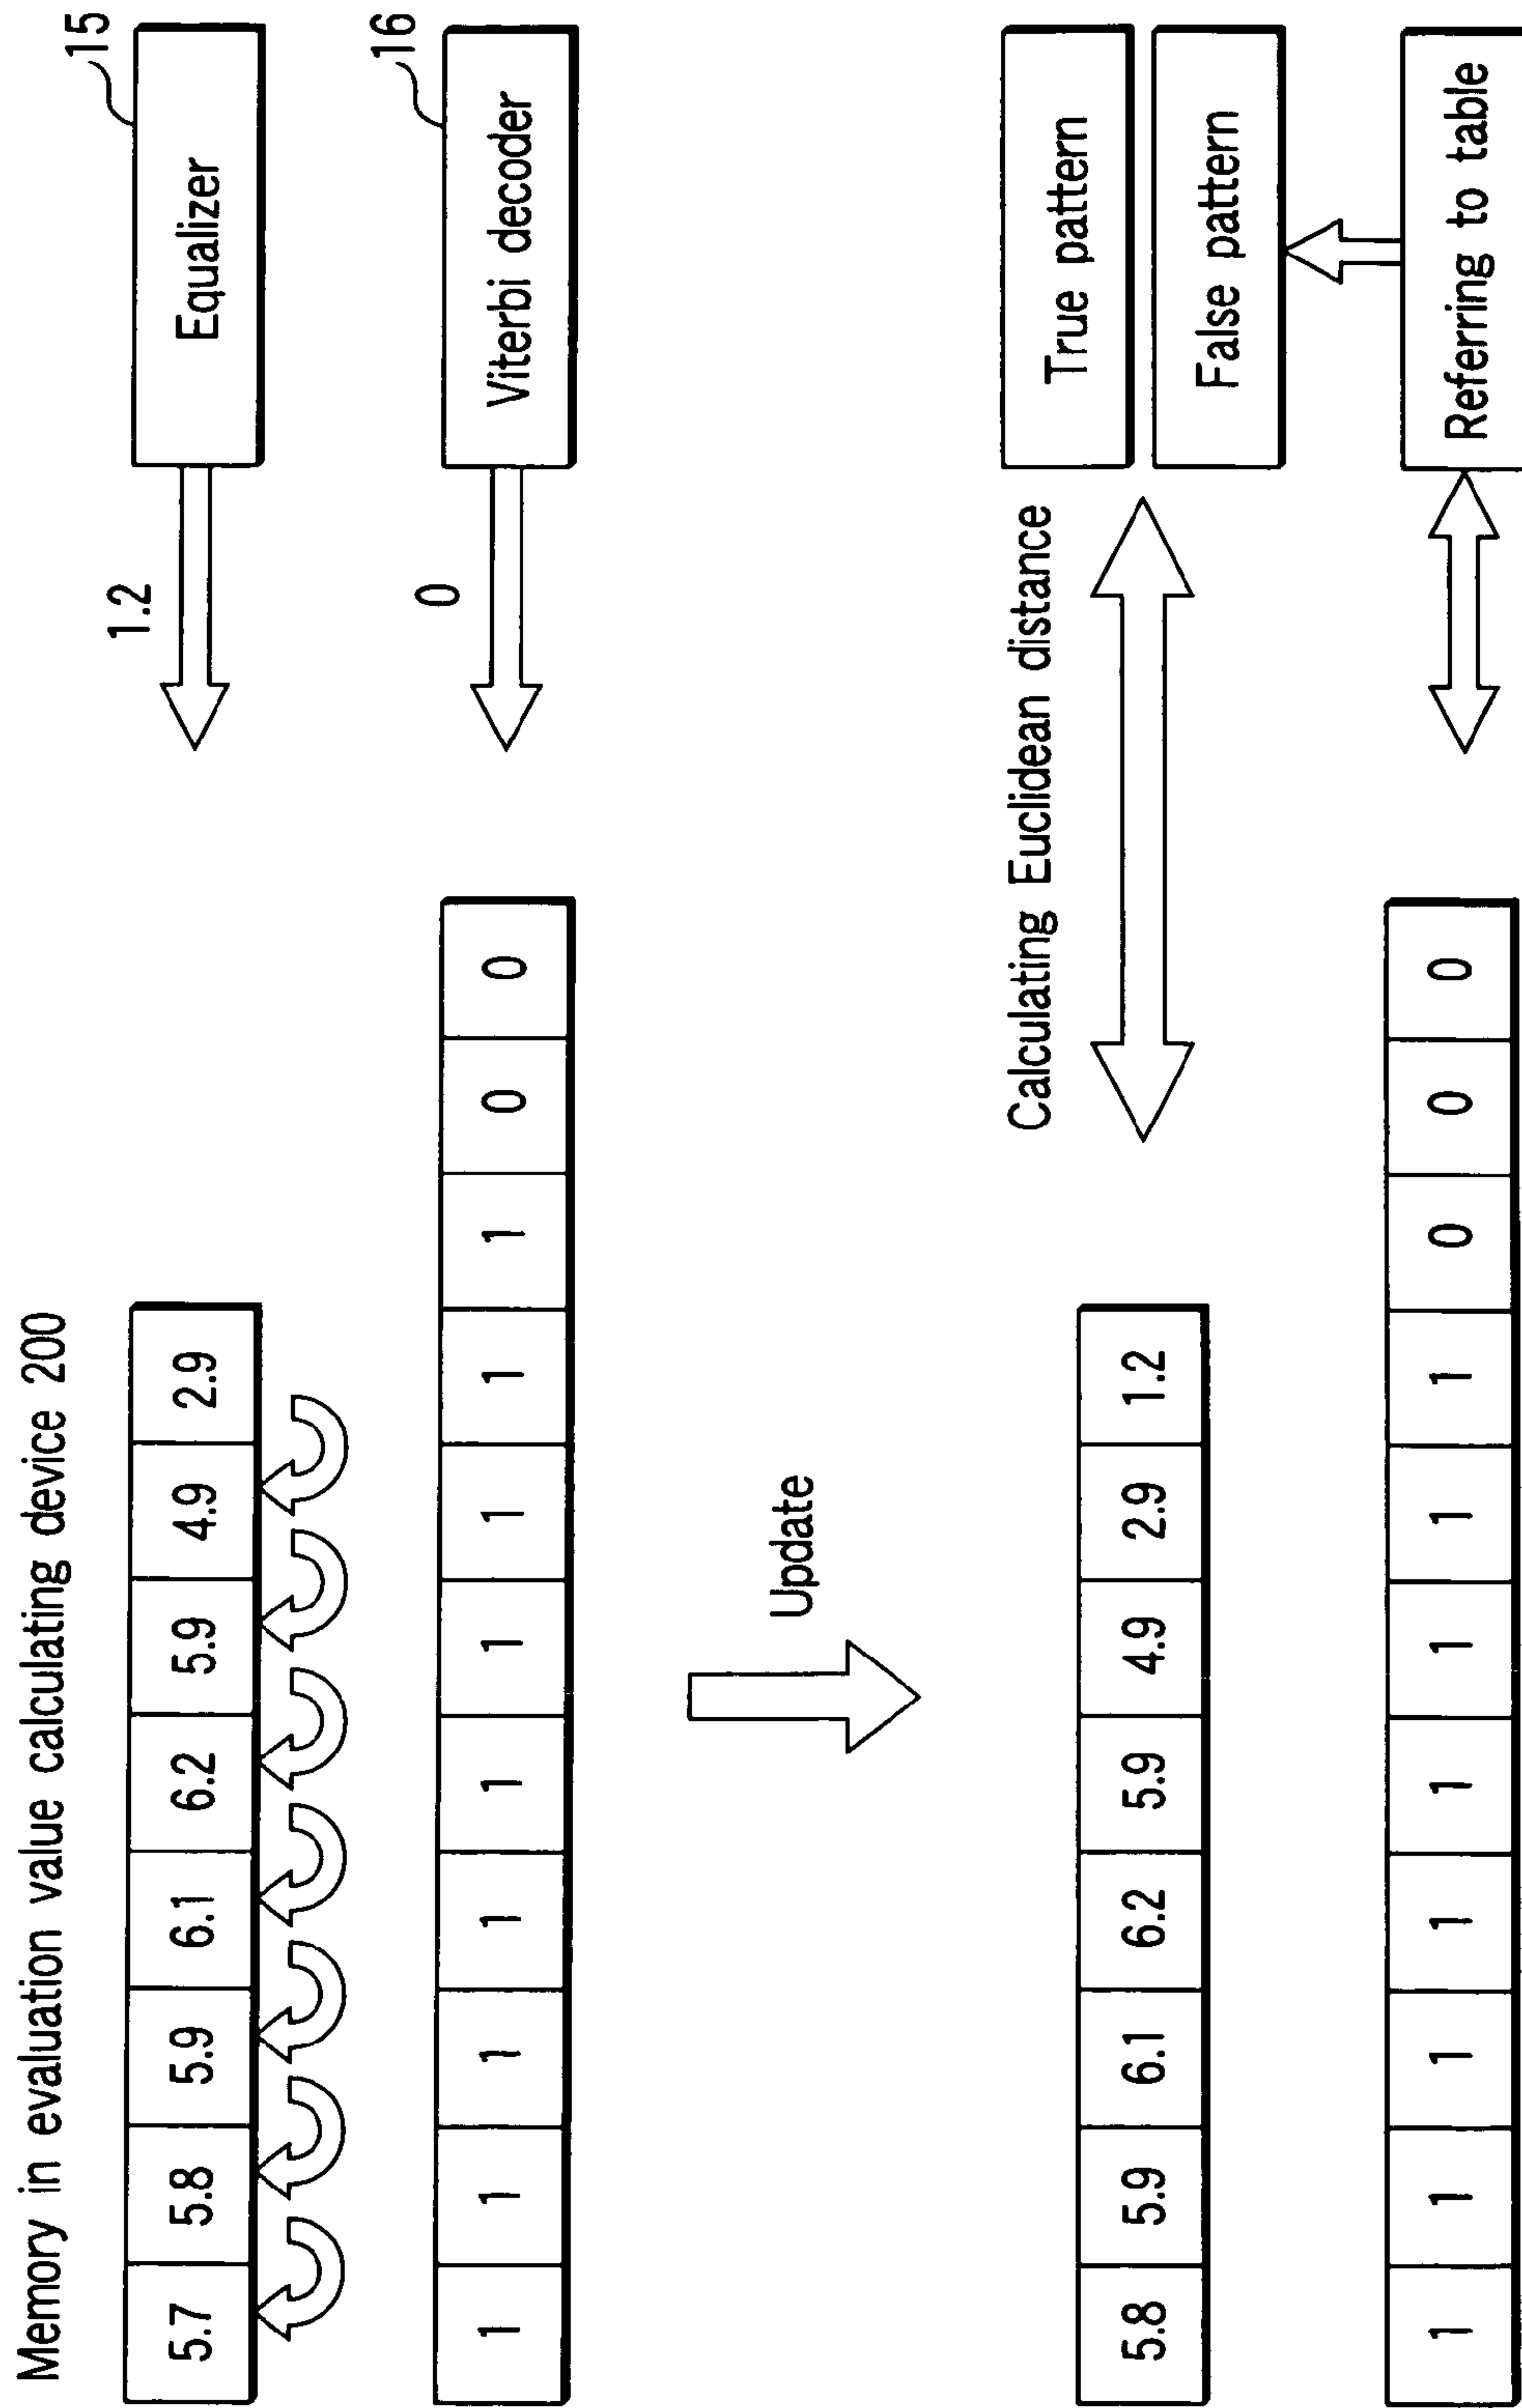 Memory in evaluation value calculating device 200
5.7 5.8 5.9 6.1 6.2 5.9 4.9 2.9
1.2
Equalizer
15
1 1 1 1 1 1 1 1 1 0 0
0
Viterbi decoder
16
Update
Calculating Euclidean distance
5.8 5.9 6.1 6.2 5.9 4.9 2.9 1.2
True pattern
False pattern
1 1 1 1 1 1 1 1 0 0 0
Referring to table